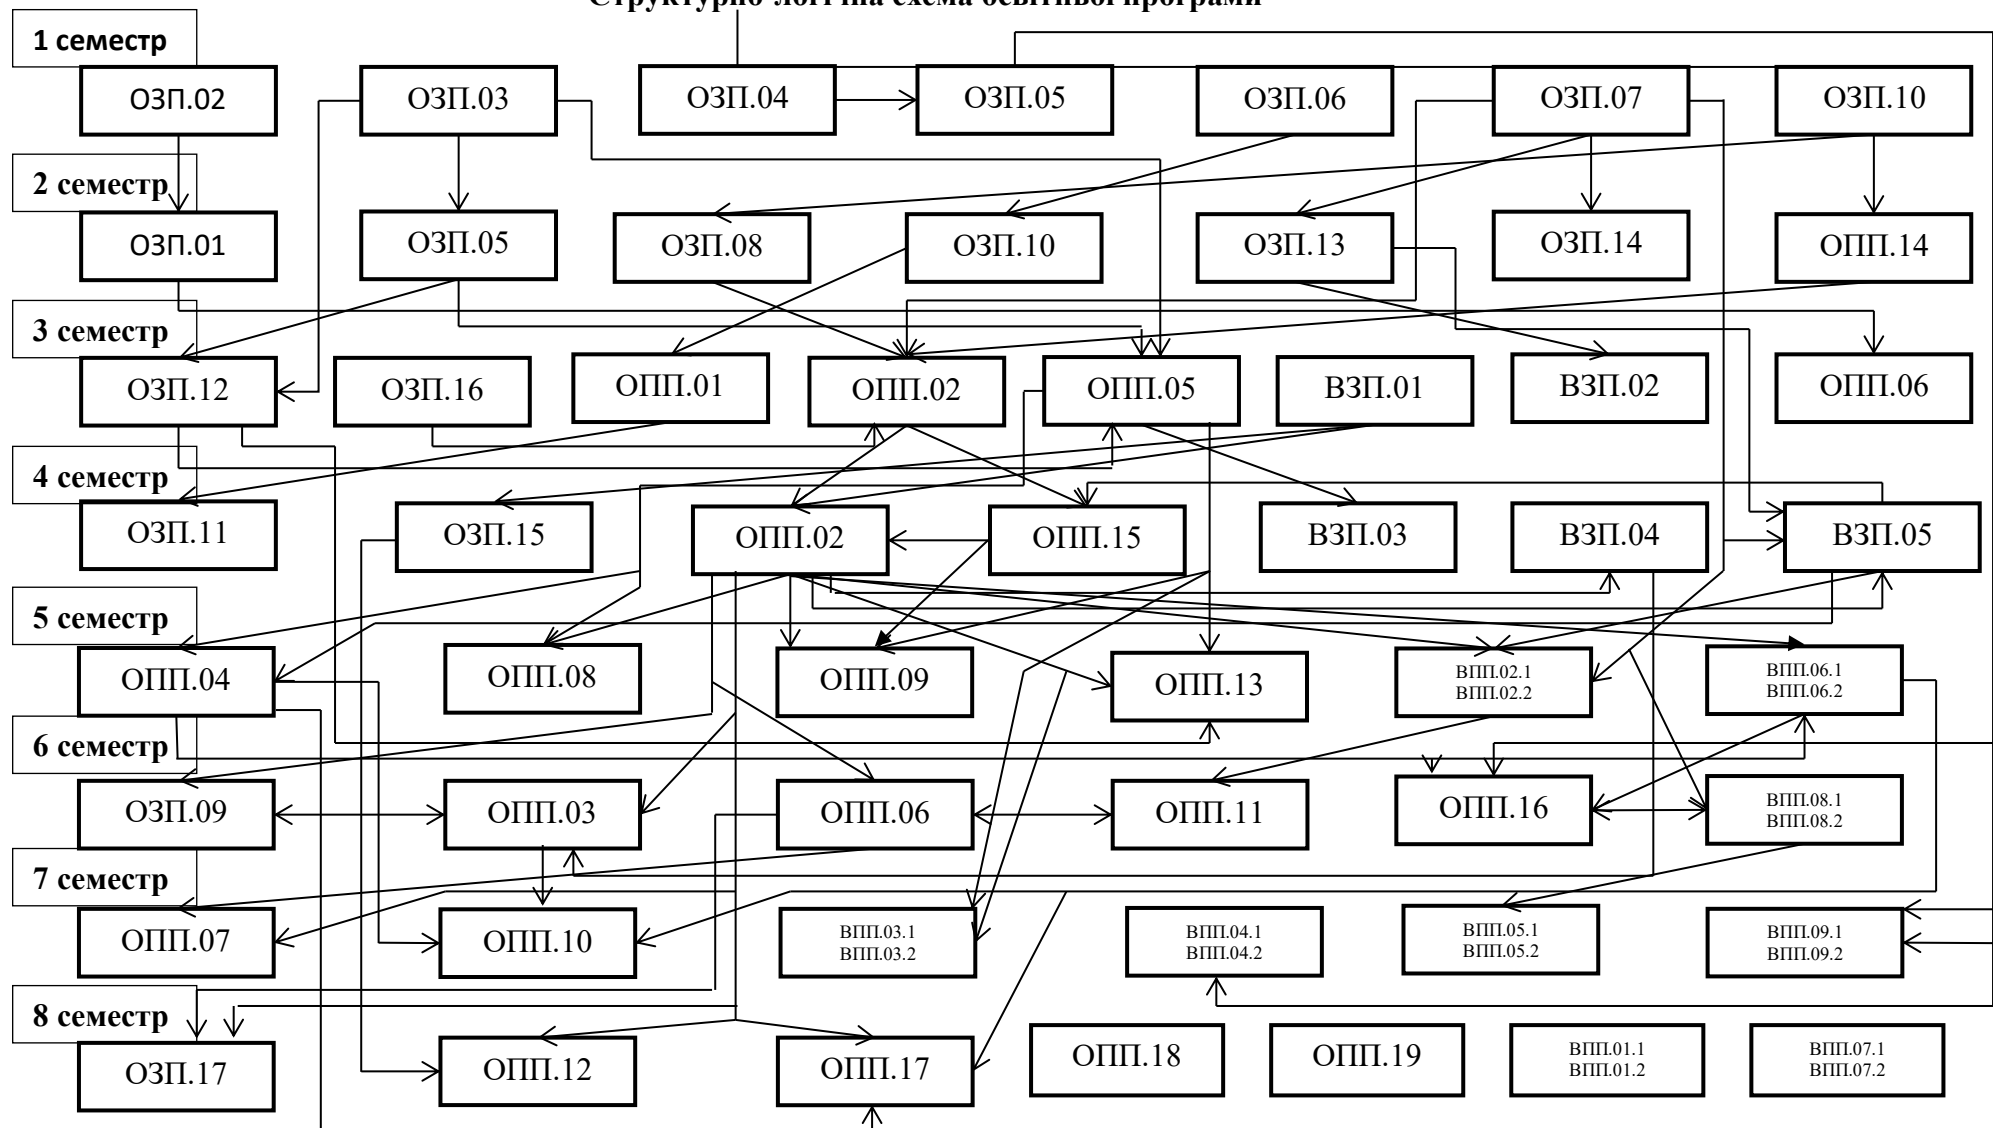 Структурно-логічна схема освітньої програми
1 семестр
ОЗП.02
ОЗП.03
ОЗП.04
ОЗП.05
ОЗП.06
ОЗП.07
ОЗП.10
2 семестр
ОЗП.01
ОЗП.05
ОЗП.08
ОЗП.10
ОЗП.13
ОЗП.14
ОПП.14
3 семестр
ОЗП.12
ОЗП.16
ОПП.01
ОПП.02
ОПП.05
ВЗП.01
ВЗП.02
ОПП.06
4 семестр
ОЗП.11
ОЗП.15
ОПП.02
ОПП.15
ВЗП.03
ВЗП.04
ВЗП.05
5 семестр
ОПП.04
ОПП.08
ОПП.09
ОПП.13
ВПП.02.1
ВПП.02.2
ВПП.06.1
ВПП.06.2
6 семестр
ОЗП.09
ОПП.03
ОПП.06
ОПП.11
ОПП.16
ВПП.08.1
ВПП.08.2
7 семестр
ОПП.07
ОПП.10
ВПП.03.1
ВПП.03.2
ВПП.04.1
ВПП.04.2
ВПП.05.1
ВПП.05.2
ВПП.09.1
ВПП.09.2
8 семестр
ОЗП.17
ОПП.12
ОПП.17
ОПП.18
ОПП.19
ВПП.01.1
ВПП.01.2
ВПП.07.1
ВПП.07.2